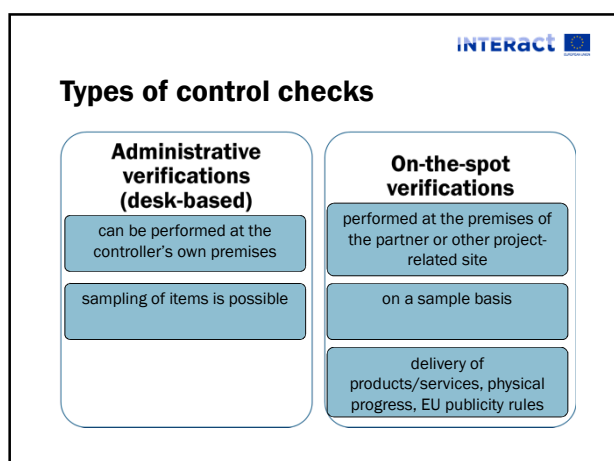 INTERact
EUROPEAN UNION
Types of control checks
Administrative
verifications
(desk-based)
can be performed at the
controller's own premises
sampling of items is possible
On-the-spot
verifications
performed at the premises of
the partner or other project-
related site
on a sample basis
delivery of
products/services, physical
progress, EU publicity rules